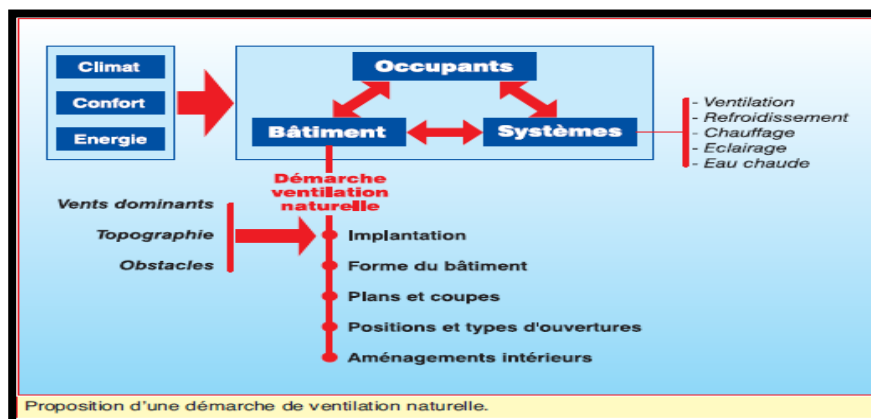 Climat
Confort
Energie
Occupants
Bâtiment
Systèmes
- Ventilation
- Refroidissement
- Chauffage
- Eclairage
- Eau chaude
Démarche
ventilation
naturelle
Vents dominants
Topographie
Obstacles
Implantation
Forme du bâtiment
Plans et coupes
Positions et types d'ouvertures
Aménagements intérieurs
Proposition d'une démarche de ventilation naturelle.